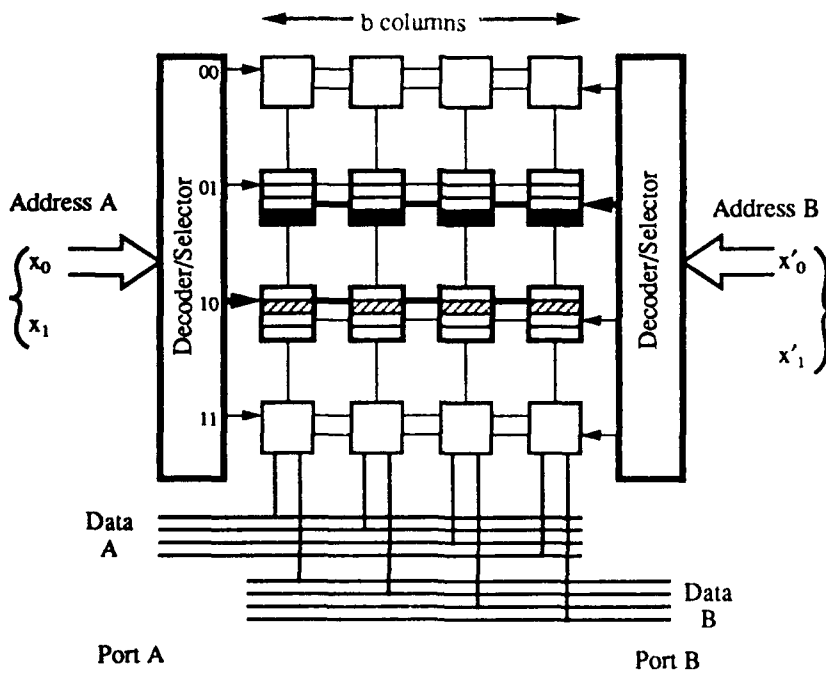 b columns
00
01
10
11
Address A
x₀
x₁
Decoder/Selector
Decoder/Selector
Address B
x'₀
x'₁
Data
A
Data
B
Port A
Port B